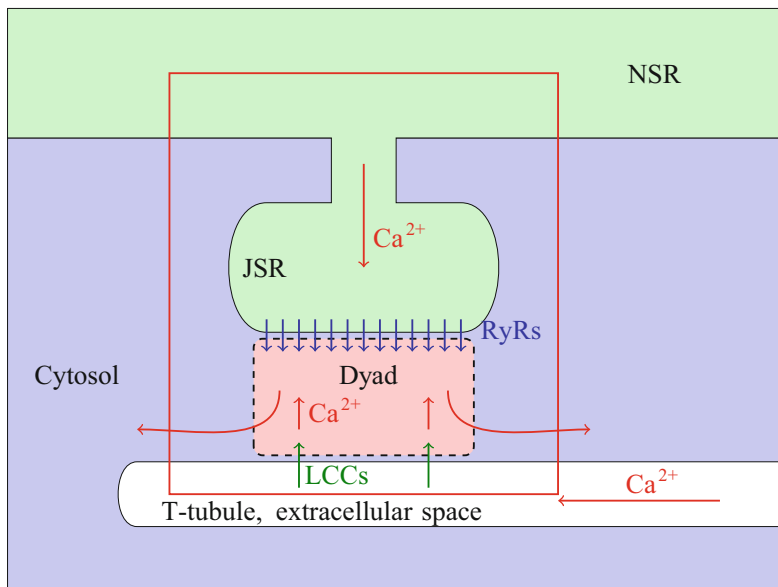 NSR
Ca2+
JSR
RyRs
Cytosol
Dyad
Ca2+
LCCs
Ca2+
T-tubule, extracellular space